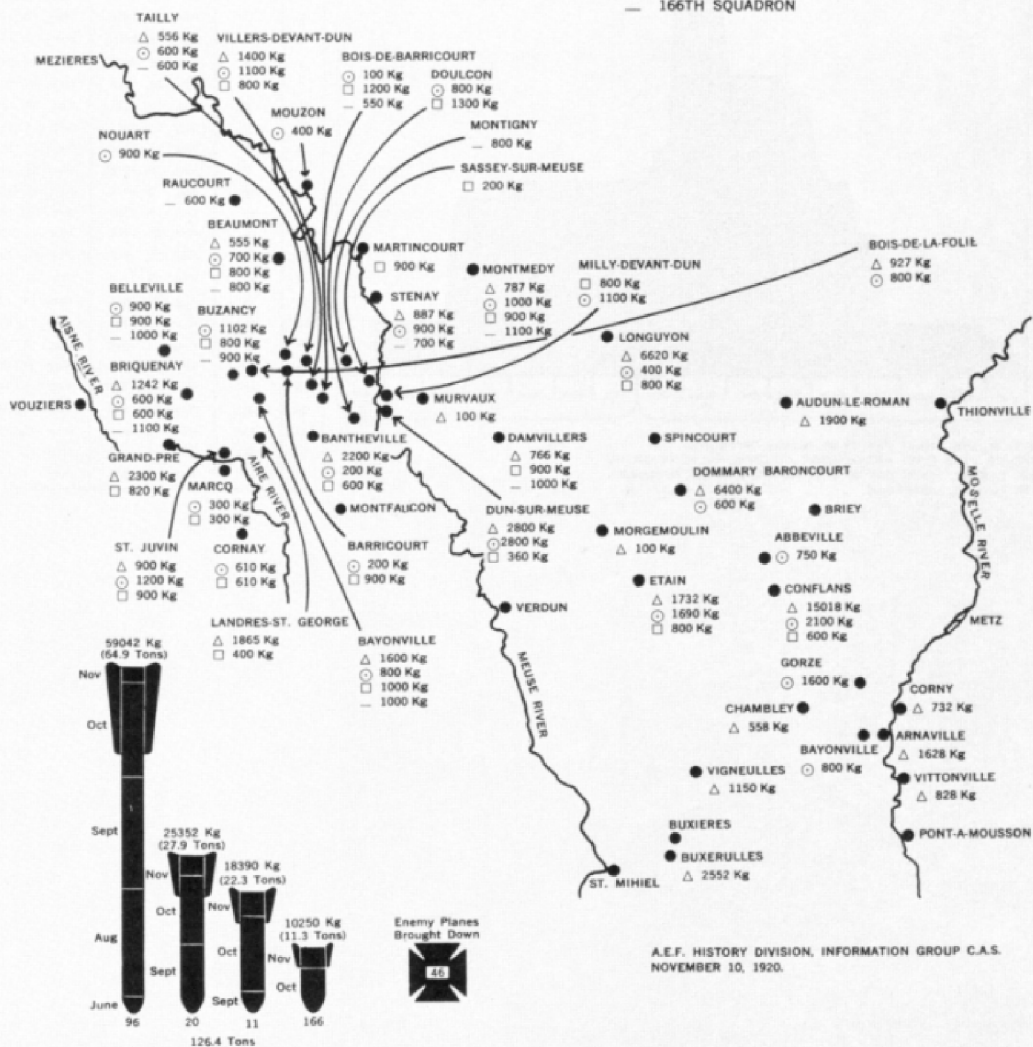 — 166TH SQUADRON
TAILLY
△ 556 Kg
⊙ 600 Kg
— 600 Kg
VILLERS-DEVANT-DUN
△ 1400 Kg
⊙ 1100 Kg
□ 800 Kg
BOIS-DE-BARRICOURT
⊙ 100 Kg
□ 1200 Kg
— 550 Kg
DOULCON
⊙ 800 Kg
□ 1300 Kg
MEZIERES
MOUZON
⊙ 400 Kg
MONTIGNY
— 800 Kg
NOUART
⊙ 900 Kg
SASSEY-SUR-MEUSE
□ 200 Kg
RAUCOURT
— 600 Kg
BEAUMONT
△ 555 Kg
⊙ 700 Kg
□ 800 Kg
— 800 Kg
MARTINCOURT
□ 900 Kg
MONTMEDY
△ 787 Kg
⊙ 1000 Kg
□ 900 Kg
— 1100 Kg
MILLY-DEVANT-DUN
□ 800 Kg
⊙ 1100 Kg
BOIS-DE-LA-FOLIE
△ 927 Kg
⊙ 800 Kg
BELLEVILLE
⊙ 900 Kg
□ 900 Kg
— 1000 Kg
BUZANCY
⊙ 1102 Kg
□ 800 Kg
— 900 Kg
STENAY
△ 887 Kg
⊙ 900 Kg
— 700 Kg
LONGUYON
△ 6620 Kg
⊙ 400 Kg
□ 800 Kg
AISNE RIVER
BRIQUENAY
△ 1242 Kg
⊙ 600 Kg
□ 600 Kg
— 1100 Kg
VOUZIERS
MURVAUX
△ 100 Kg
AUDUN-LE-ROMAN
△ 1900 Kg
THIONVILLE
GRAND-PRE
△ 2300 Kg
□ 820 Kg
BANTHEVILLE
△ 2200 Kg
⊙ 200 Kg
□ 600 Kg
DAMVILLERS
△ 766 Kg
□ 900 Kg
— 1000 Kg
SPINCOURT
DOMMARY BARONCOURT
△ 6400 Kg
⊙ 600 Kg
MARCQ
⊙ 300 Kg
□ 300 Kg
AIRE RIVER
MONTFAUCON
DUN-SUR-MEUSE
△ 2800 Kg
⊙ 2800 Kg
□ 360 Kg
BRIEY
MOSELLE RIVER
ST. JUVIN
△ 900 Kg
⊙ 1200 Kg
□ 900 Kg
CORNAY
⊙ 610 Kg
□ 610 Kg
BARRICOURT
⊙ 200 Kg
□ 900 Kg
MORGEMOULIN
△ 100 Kg
ABBEVILLE
⊙ 750 Kg
ETAIN
△ 1732 Kg
⊙ 1690 Kg
□ 800 Kg
CONFLANS
△ 15018 Kg
⊙ 2100 Kg
□ 600 Kg
VERDUN
METZ
LANDRES-ST. GEORGE
△ 1865 Kg
□ 400 Kg
BAYONVILLE
△ 1600 Kg
⊙ 800 Kg
□ 1000 Kg
— 1000 Kg
MEUSE RIVER
GORZE
⊙ 1600 Kg
CORNY
△ 732 Kg
CHAMBLEY
△ 558 Kg
ARNAVILLE
△ 1628 Kg
BAYONVILLE
⊙ 800 Kg
VIGNEULLES
△ 1150 Kg
VITTONVILLE
△ 828 Kg
BUXIERES
PONT-A-MOUSSON
BUXERULLES
△ 2552 Kg
ST. MIHIEL
59042 Kg
(64.9 Tons)
Nov
Oct
Sept
Aug
June
96
25352 Kg
(27.9 Tons)
Nov
Oct
Sept
20
18390 Kg
(22.3 Tons)
Nov
Oct
Sept
11
10250 Kg
(11.3 Tons)
Nov
Oct
166
126.4 Tons
Enemy Planes
Brought Down
46
A.E.F. HISTORY DIVISION, INFORMATION GROUP C.A.S.
NOVEMBER 10, 1920.